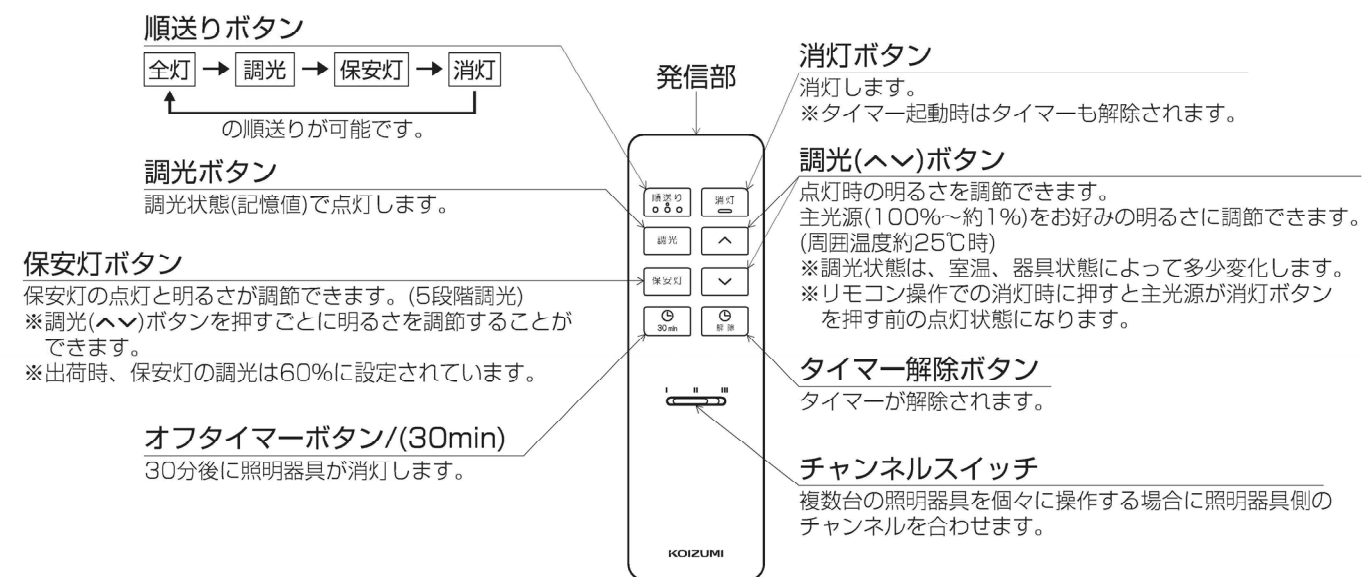 順送りボタン
全灯 → 調光 → 保安灯 → 消灯
の順送りが可能です。
調光ボタン
調光状態(記憶値)で点灯します。
保安灯ボタン
保安灯の点灯と明るさが調節できます。(5段階調光)
※調光(へ∨)ボタンを押すごとに明るさを調節することが
できます。
※出荷時、保安灯の調光は60%に設定されています。
オフタイマーボタン/(30min)
30分後に照明器具が消灯します。
発信部
順送り
消灯
調光
保安灯
30min
解除
I II III
KOIZUMI
消灯ボタン
消灯します。
※タイマー起動時はタイマーも解除されます。
調光(へ∨)ボタン
点灯時の明るさを調節できます。
主光源(100%～約1%)をお好みの明るさに調節できます。
(周囲温度約25℃時)
※調光状態は、室温、器具状態によって多少変化します。
※リモコン操作での消灯時に押すと主光源が消灯ボタン
を押す前の点灯状態になります。
タイマー解除ボタン
タイマーが解除されます。
チャンネルスイッチ
複数台の照明器具を個々に操作する場合に照明器具側の
チャンネルを合わせます。